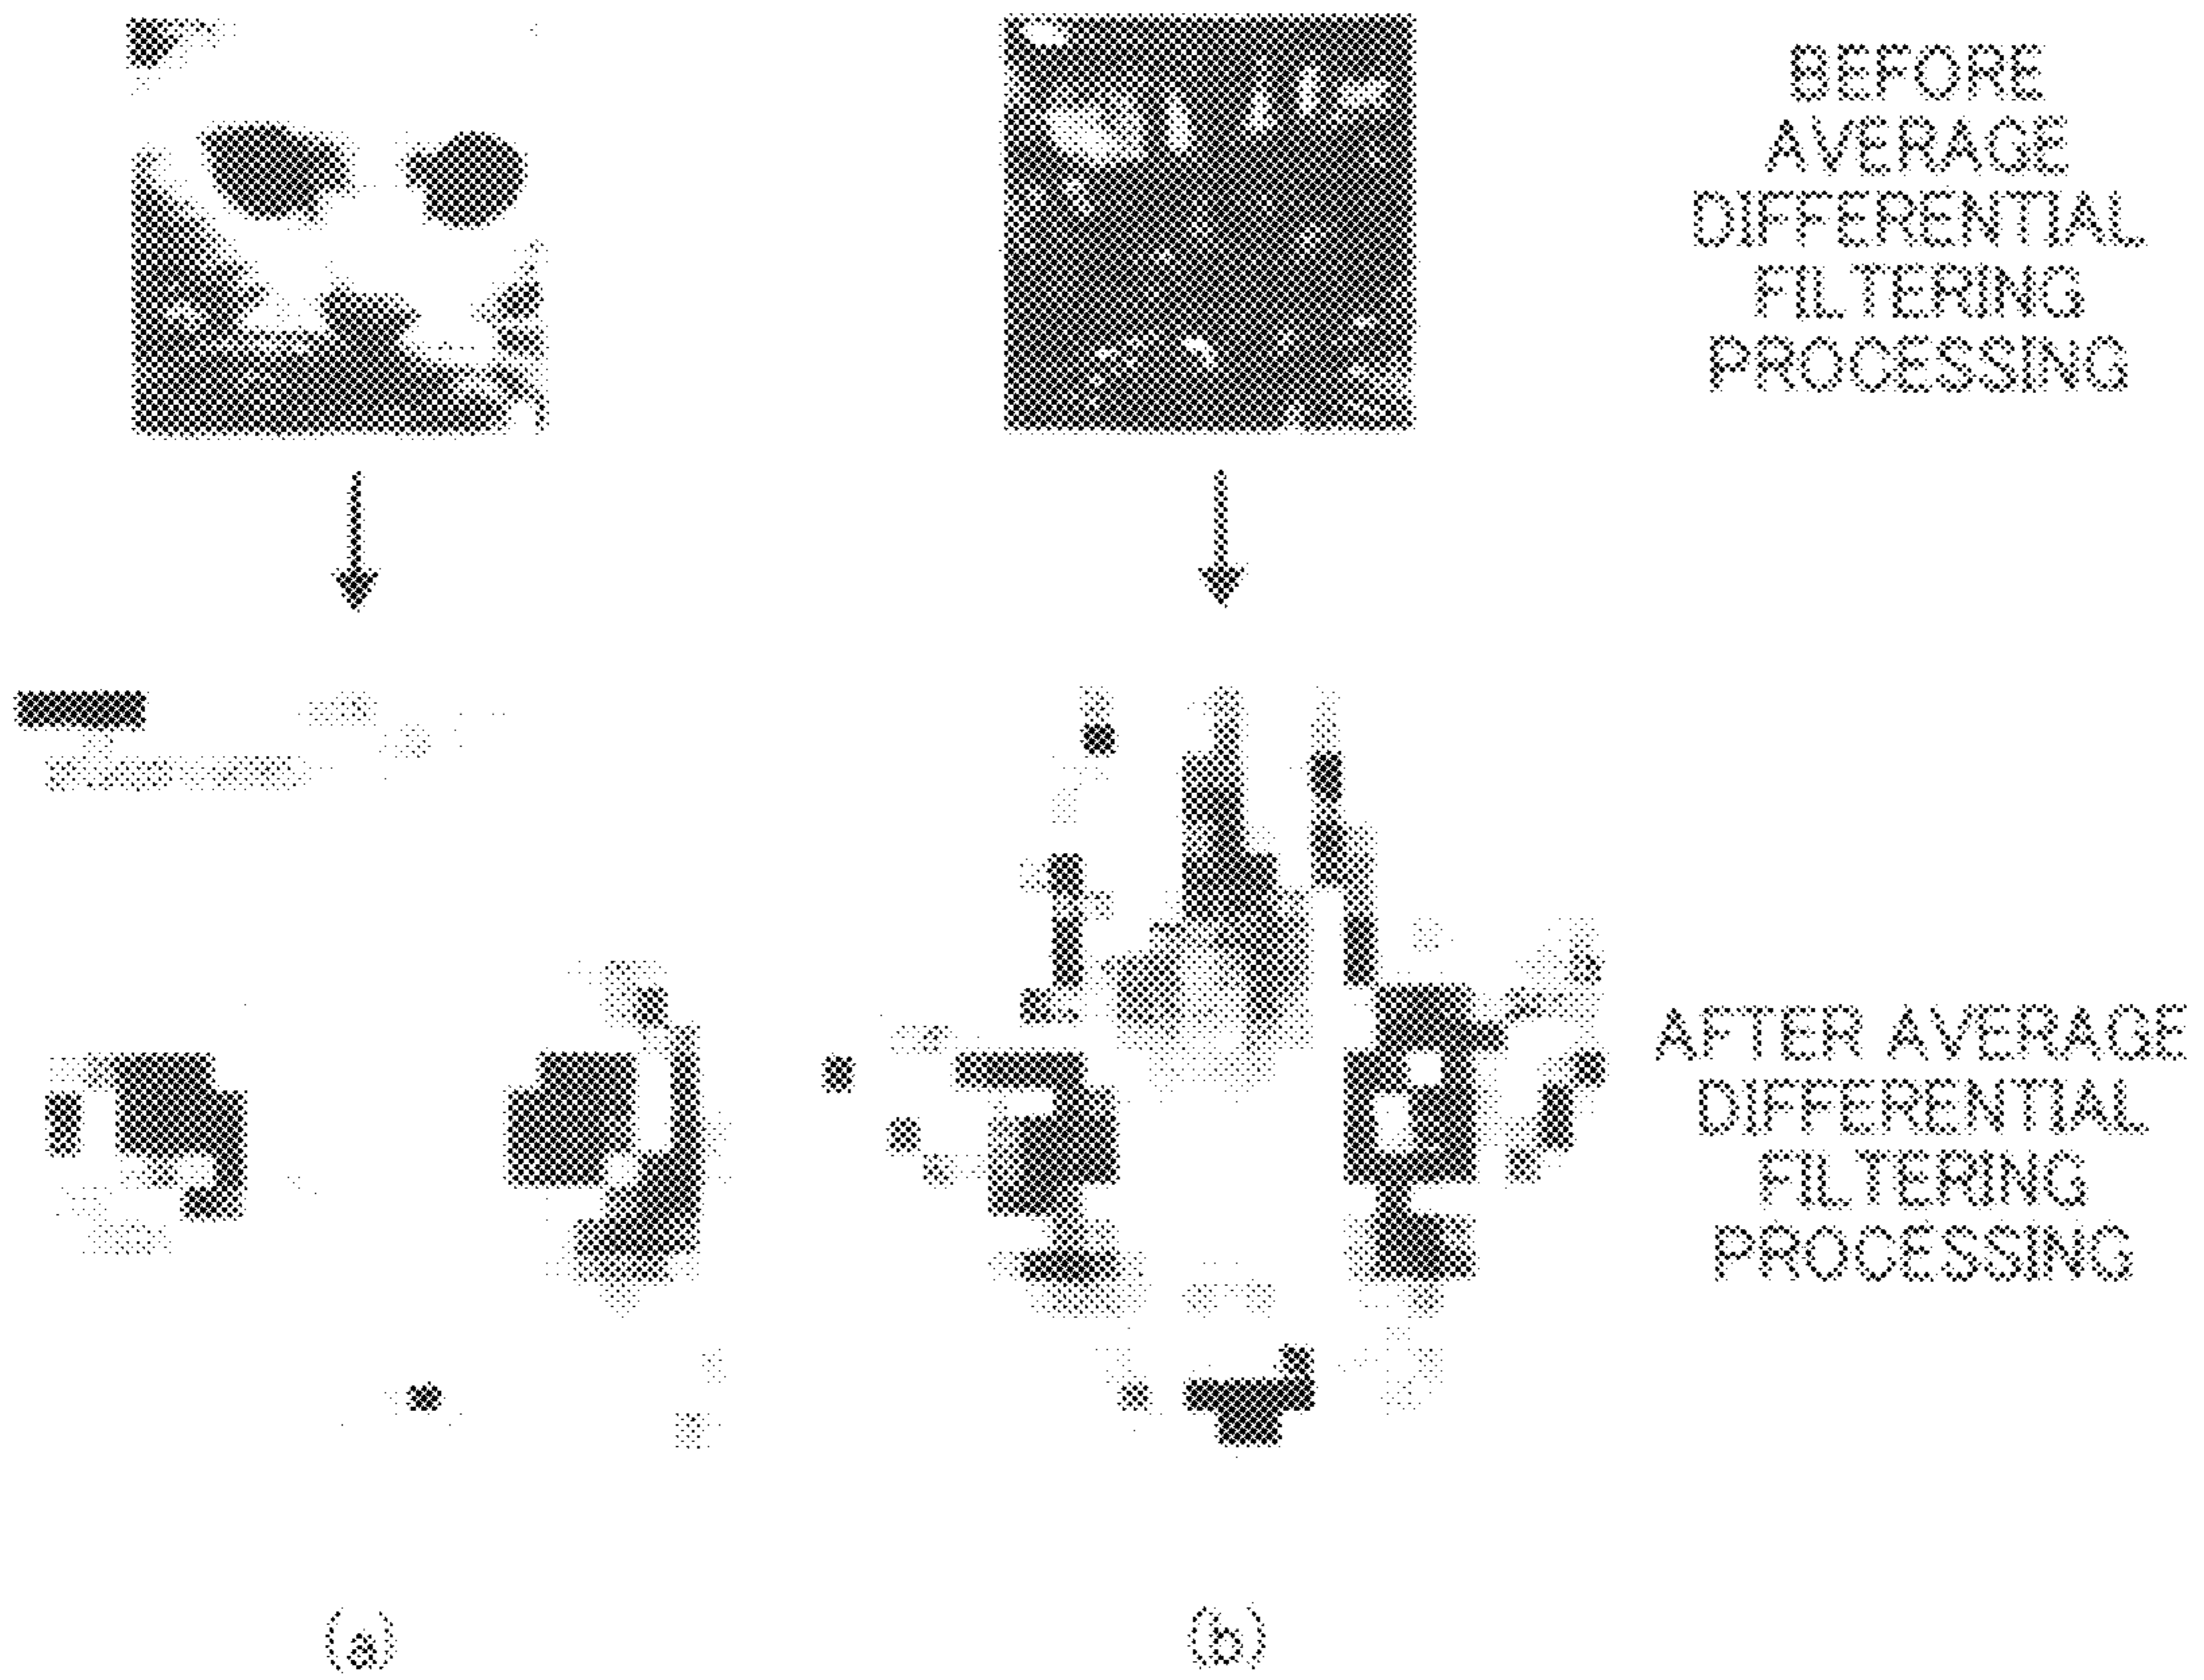 BEFORE
AVERAGE
DIFFERENTIAL
FILTERING
PROCESSING
AFTER AVERAGE
DIFFERENTIAL
FILTERING
PROCESSING
(a)
(b)